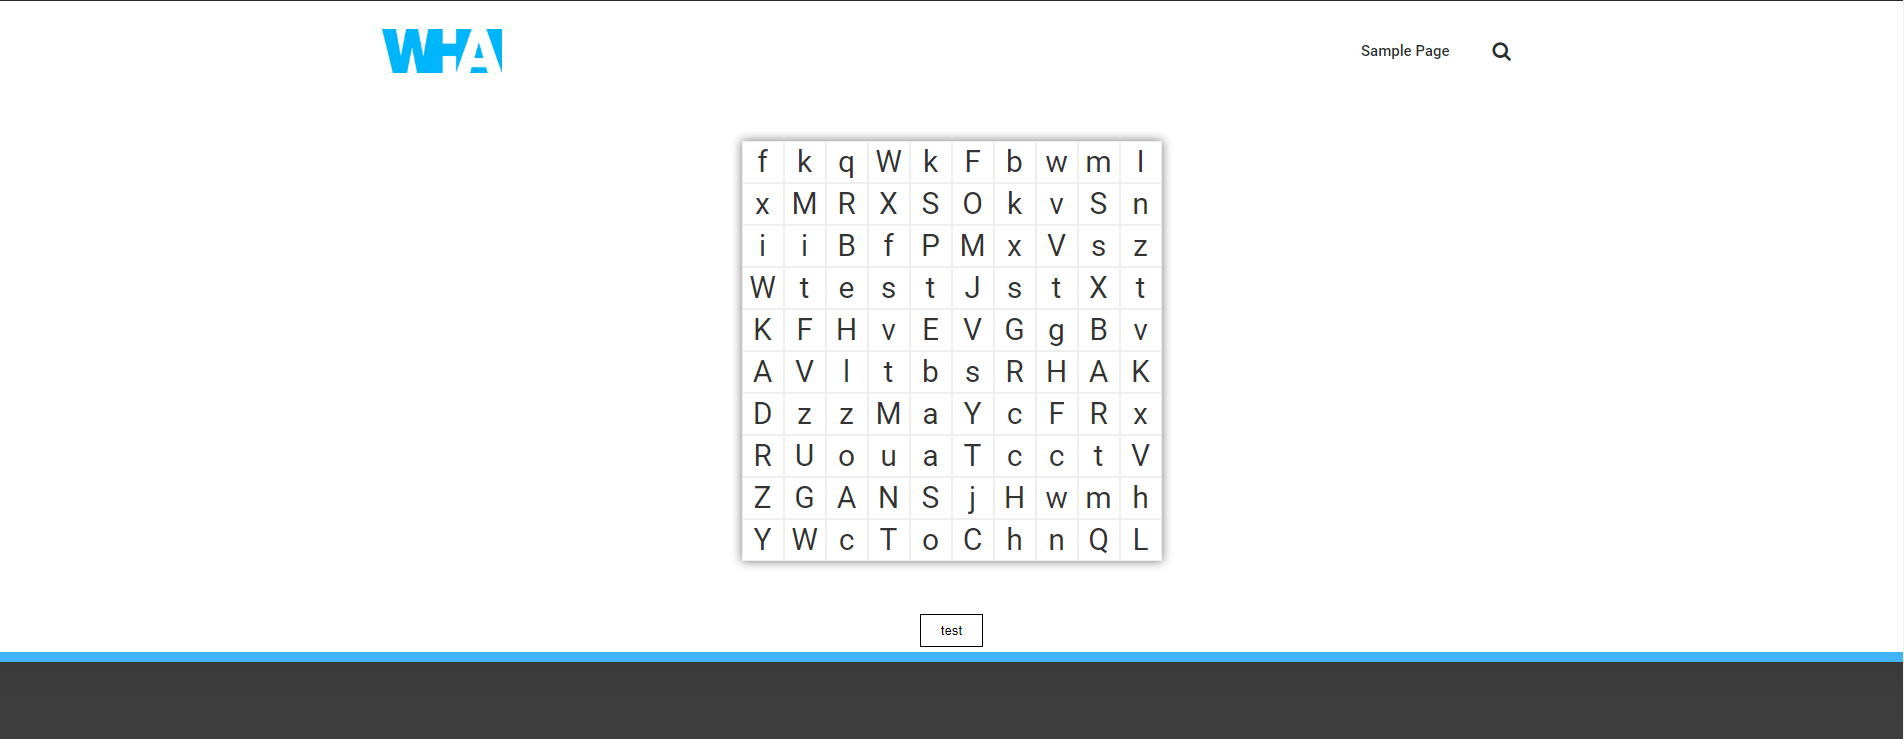 WHA
Sample Page
f k q W k F b w m l
x M R X S O k v S n
i i B f P M x V s z
W t e s t J s t X t
K F H v E V G g B v
A V l t b s R H A K
D z z M a Y c F R x
R U o u a T c c t V
Z G A N S j H w m h
Y W c T o C h n Q L
test